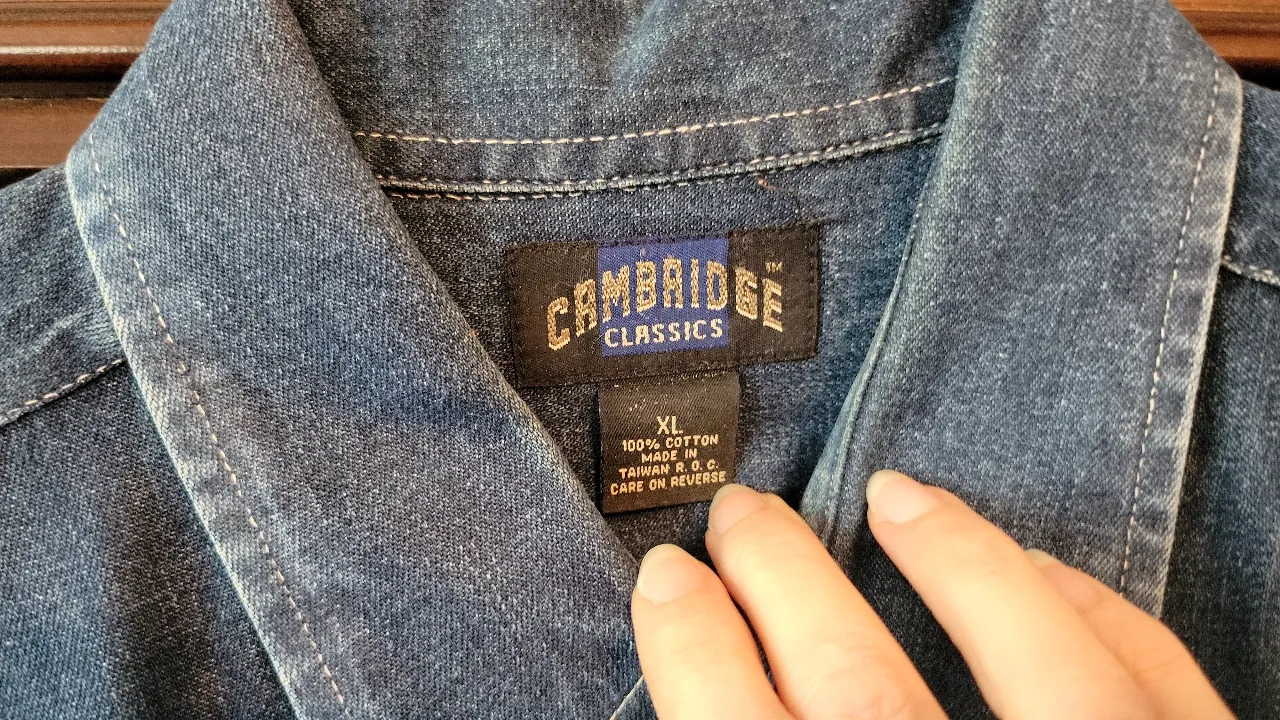 CAMBRIDGE™
CLASSICS
XL
100% COTTON
MADE IN
TAIWAN R.O.C.
CARE ON REVERSE